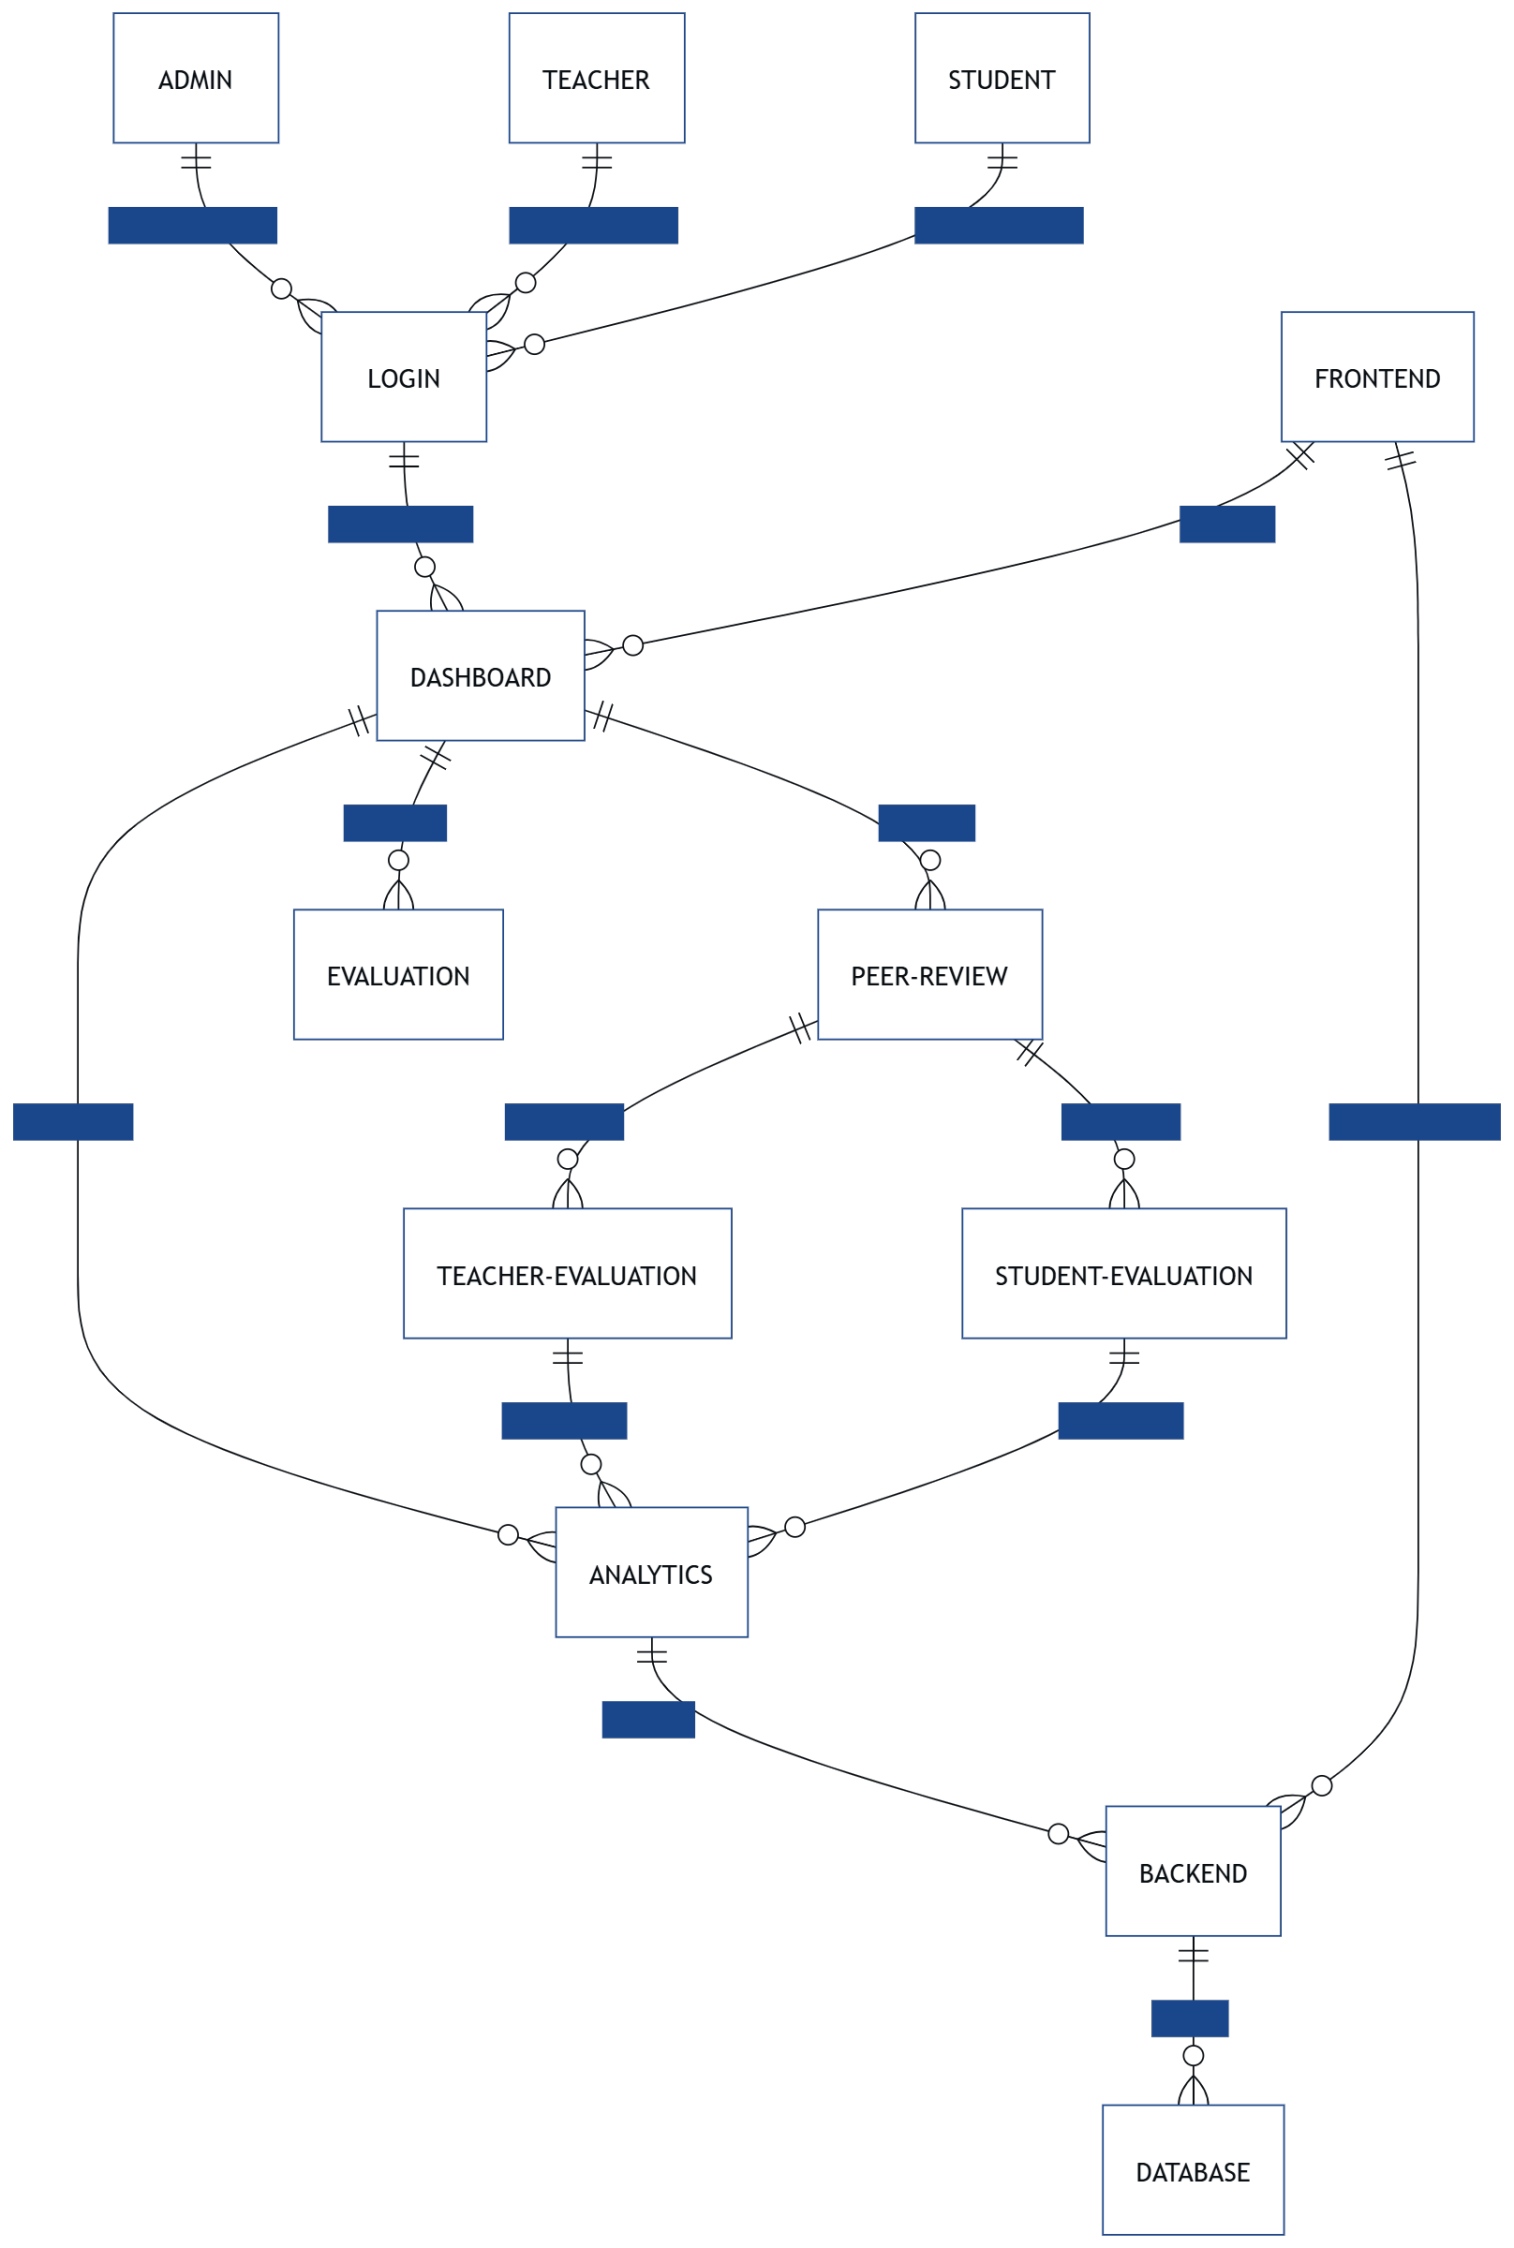 ADMIN
TEACHER
STUDENT
LOGIN
FRONTEND
DASHBOARD
EVALUATION
PEER-REVIEW
TEACHER-EVALUATION
STUDENT-EVALUATION
ANALYTICS
BACKEND
DATABASE